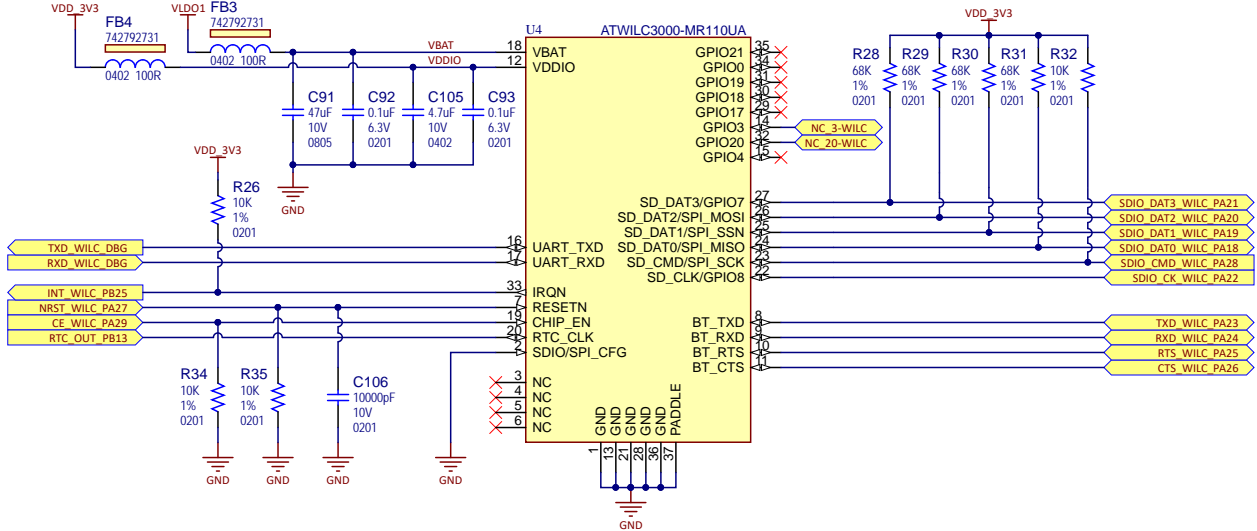 VDD_3V3
FB4
742792731
0402 100R
VLDO1
FB3
742792731
0402 100R
VBAT
VDDIO
C91
47uF
10V
0805
C92
0.1uF
6.3V
0201
C105
4.7uF
10V
0402
C93
0.1uF
6.3V
0201
GND
VDD_3V3
R26
10K
1%
0201
TXD_WILC_DBG
RXD_WILC_DBG
INT_WILC_PB25
NRST_WILC_PA27
CE_WILC_PA29
RTC_OUT_PB13
R34
10K
1%
0201
GND
R35
10K
1%
0201
GND
C106
10000pF
10V
0201
GND
GND
U4
ATWILC3000-MR110UA
18 VBAT
12 VDDIO
16 UART_TXD
17 UART_RXD
33 IRQN
7 RESETN
19 CHIP_EN
20 RTC_CLK
2 SDIO/SPI_CFG
3 NC
4 NC
5 NC
6 NC
GPIO21 35
GPIO0 34
GPIO19 31
GPIO18 30
GPIO17 29
GPIO3 14
GPIO20 32
GPIO4 15
SD_DAT3/GPIO7 27
SD_DAT2/SPI_MOSI 26
SD_DAT1/SPI_SSN 25
SD_DAT0/SPI_MISO 24
SD_CMD/SPI_SCK 23
SD_CLK/GPIO8 22
BT_TXD 8
BT_RXD 9
BT_RTS 10
BT_CTS 11
GND 1
GND 13
GND 21
GND 28
GND 36
PADDLE 37
GND
NC_3-WILC
NC_20-WILC
VDD_3V3
R28
68K
1%
0201
R29
68K
1%
0201
R30
68K
1%
0201
R31
68K
1%
0201
R32
10K
1%
0201
SDIO_DAT3_WILC_PA21
SDIO_DAT2_WILC_PA20
SDIO_DAT1_WILC_PA19
SDIO_DAT0_WILC_PA18
SDIO_CMD_WILC_PA28
SDIO_CK_WILC_PA22
TXD_WILC_PA23
RXD_WILC_PA24
RTS_WILC_PA25
CTS_WILC_PA26